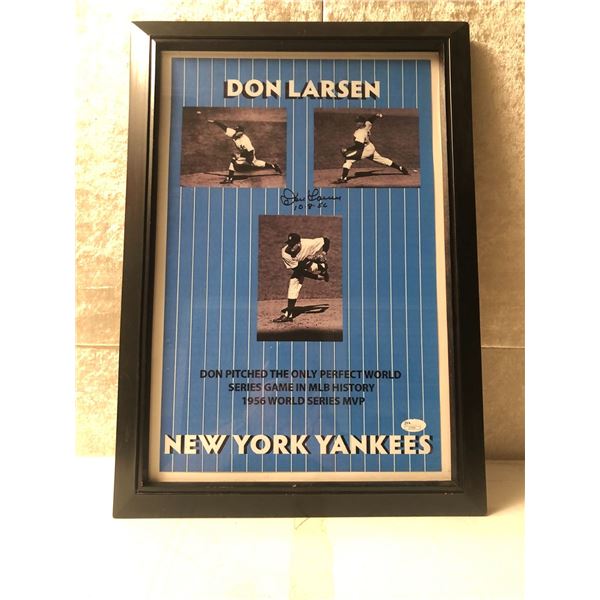 DON LARSEN
Don Larsen
10-8-56
DON PITCHED THE ONLY PERFECT WORLD
SERIES GAME IN MLB HISTORY
1956 WORLD SERIES MVP
NEW YORK YANKEES